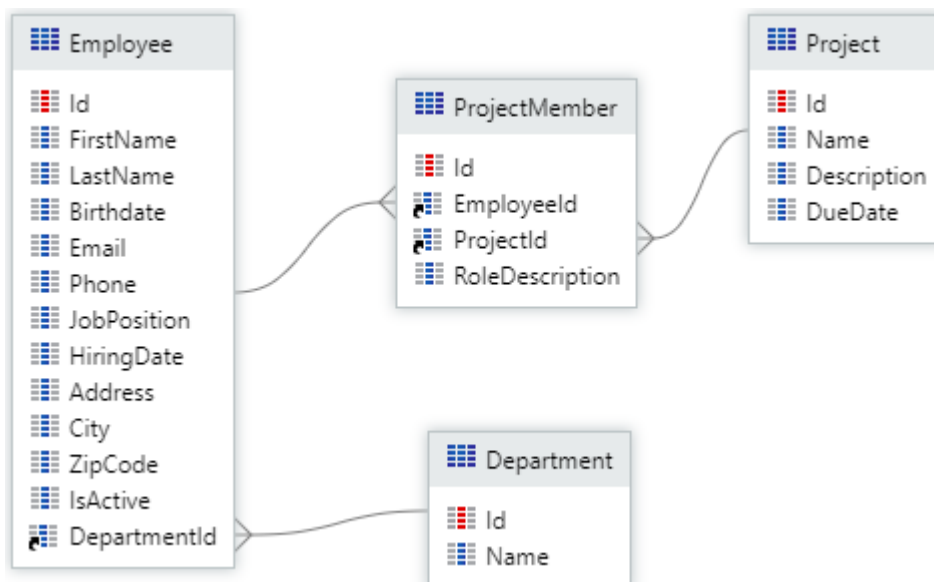 Employee
Id
FirstName
LastName
Birthdate
Email
Phone
JobPosition
HiringDate
Address
City
ZipCode
IsActive
DepartmentId
ProjectMember
Id
EmployeeId
ProjectId
RoleDescription
Project
Id
Name
Description
DueDate
Department
Id
Name